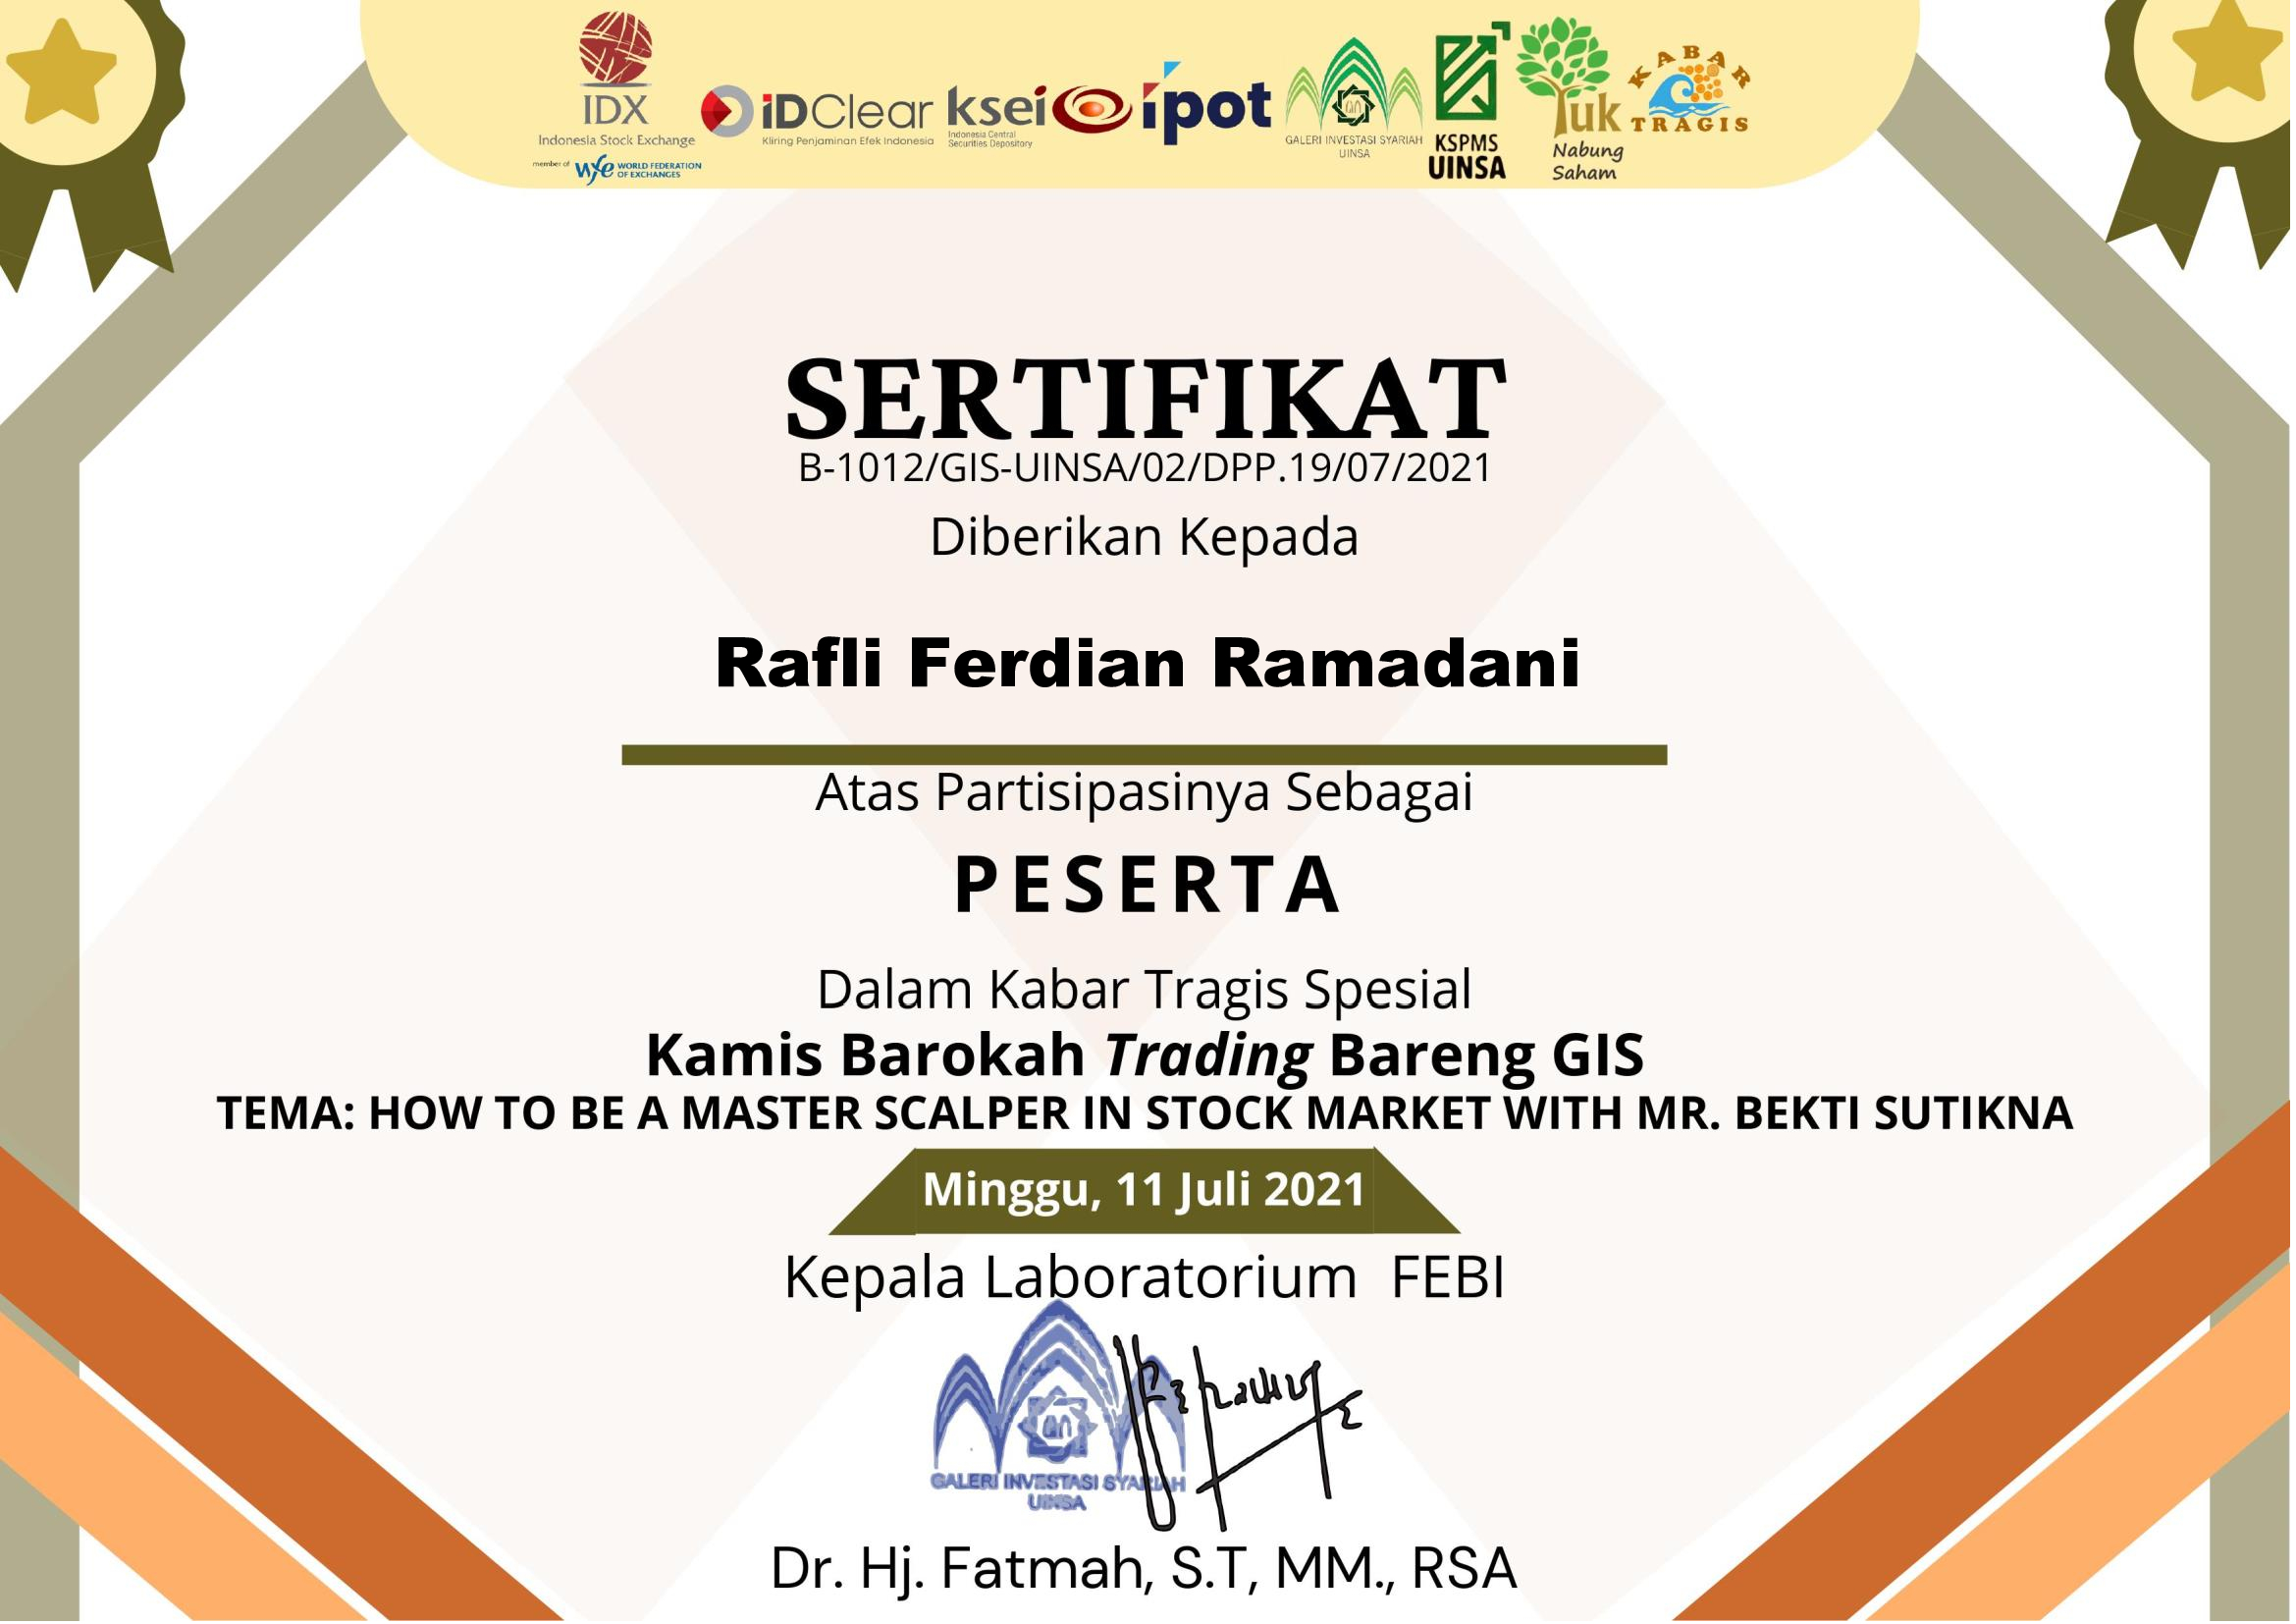 IDX
Indonesia Stock Exchange
member of wfe WORLD FEDERATION OF EXCHANGES
iDClear
Kliring Penjaminan Efek Indonesia
ksei
Indonesia Central
Securities Depository
ipot
GALERI INVESTASI SYARIAH
UINSA
KSPMS
UINSA
Yuk
Nabung
Saham
KABAR
TRAGIS
SERTIFIKAT
B-1012/GIS-UINSA/02/DPP.19/07/2021
Diberikan Kepada
Rafli Ferdian Ramadani
Atas Partisipasinya Sebagai
PESERTA
Dalam Kabar Tragis Spesial
Kamis Barokah Trading Bareng GIS
TEMA: HOW TO BE A MASTER SCALPER IN STOCK MARKET WITH MR. BEKTI SUTIKNA
Minggu, 11 Juli 2021
Kepala Laboratorium  FEBI
GALERI INVESTASI SYARIAH
UINSA
Dr. Hj. Fatmah, S.T, MM., RSA